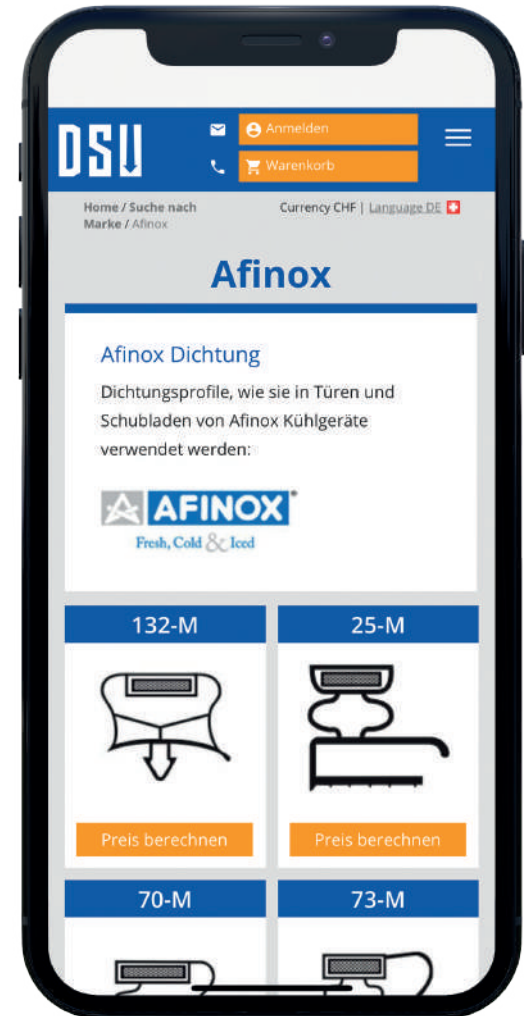 DSU
Anmelden
Warenkorb
Home / Suche nach
Marke / Afinox
Currency CHF | Language DE
Afinox
Afinox Dichtung
Dichtungsprofile, wie sie in Türen und
Schubladen von Afinox Kühlgeräte
verwendet werden:
AFINOX
Fresh, Cold & Iced
132-M
25-M
Preis berechnen
Preis berechnen
70-M
73-M